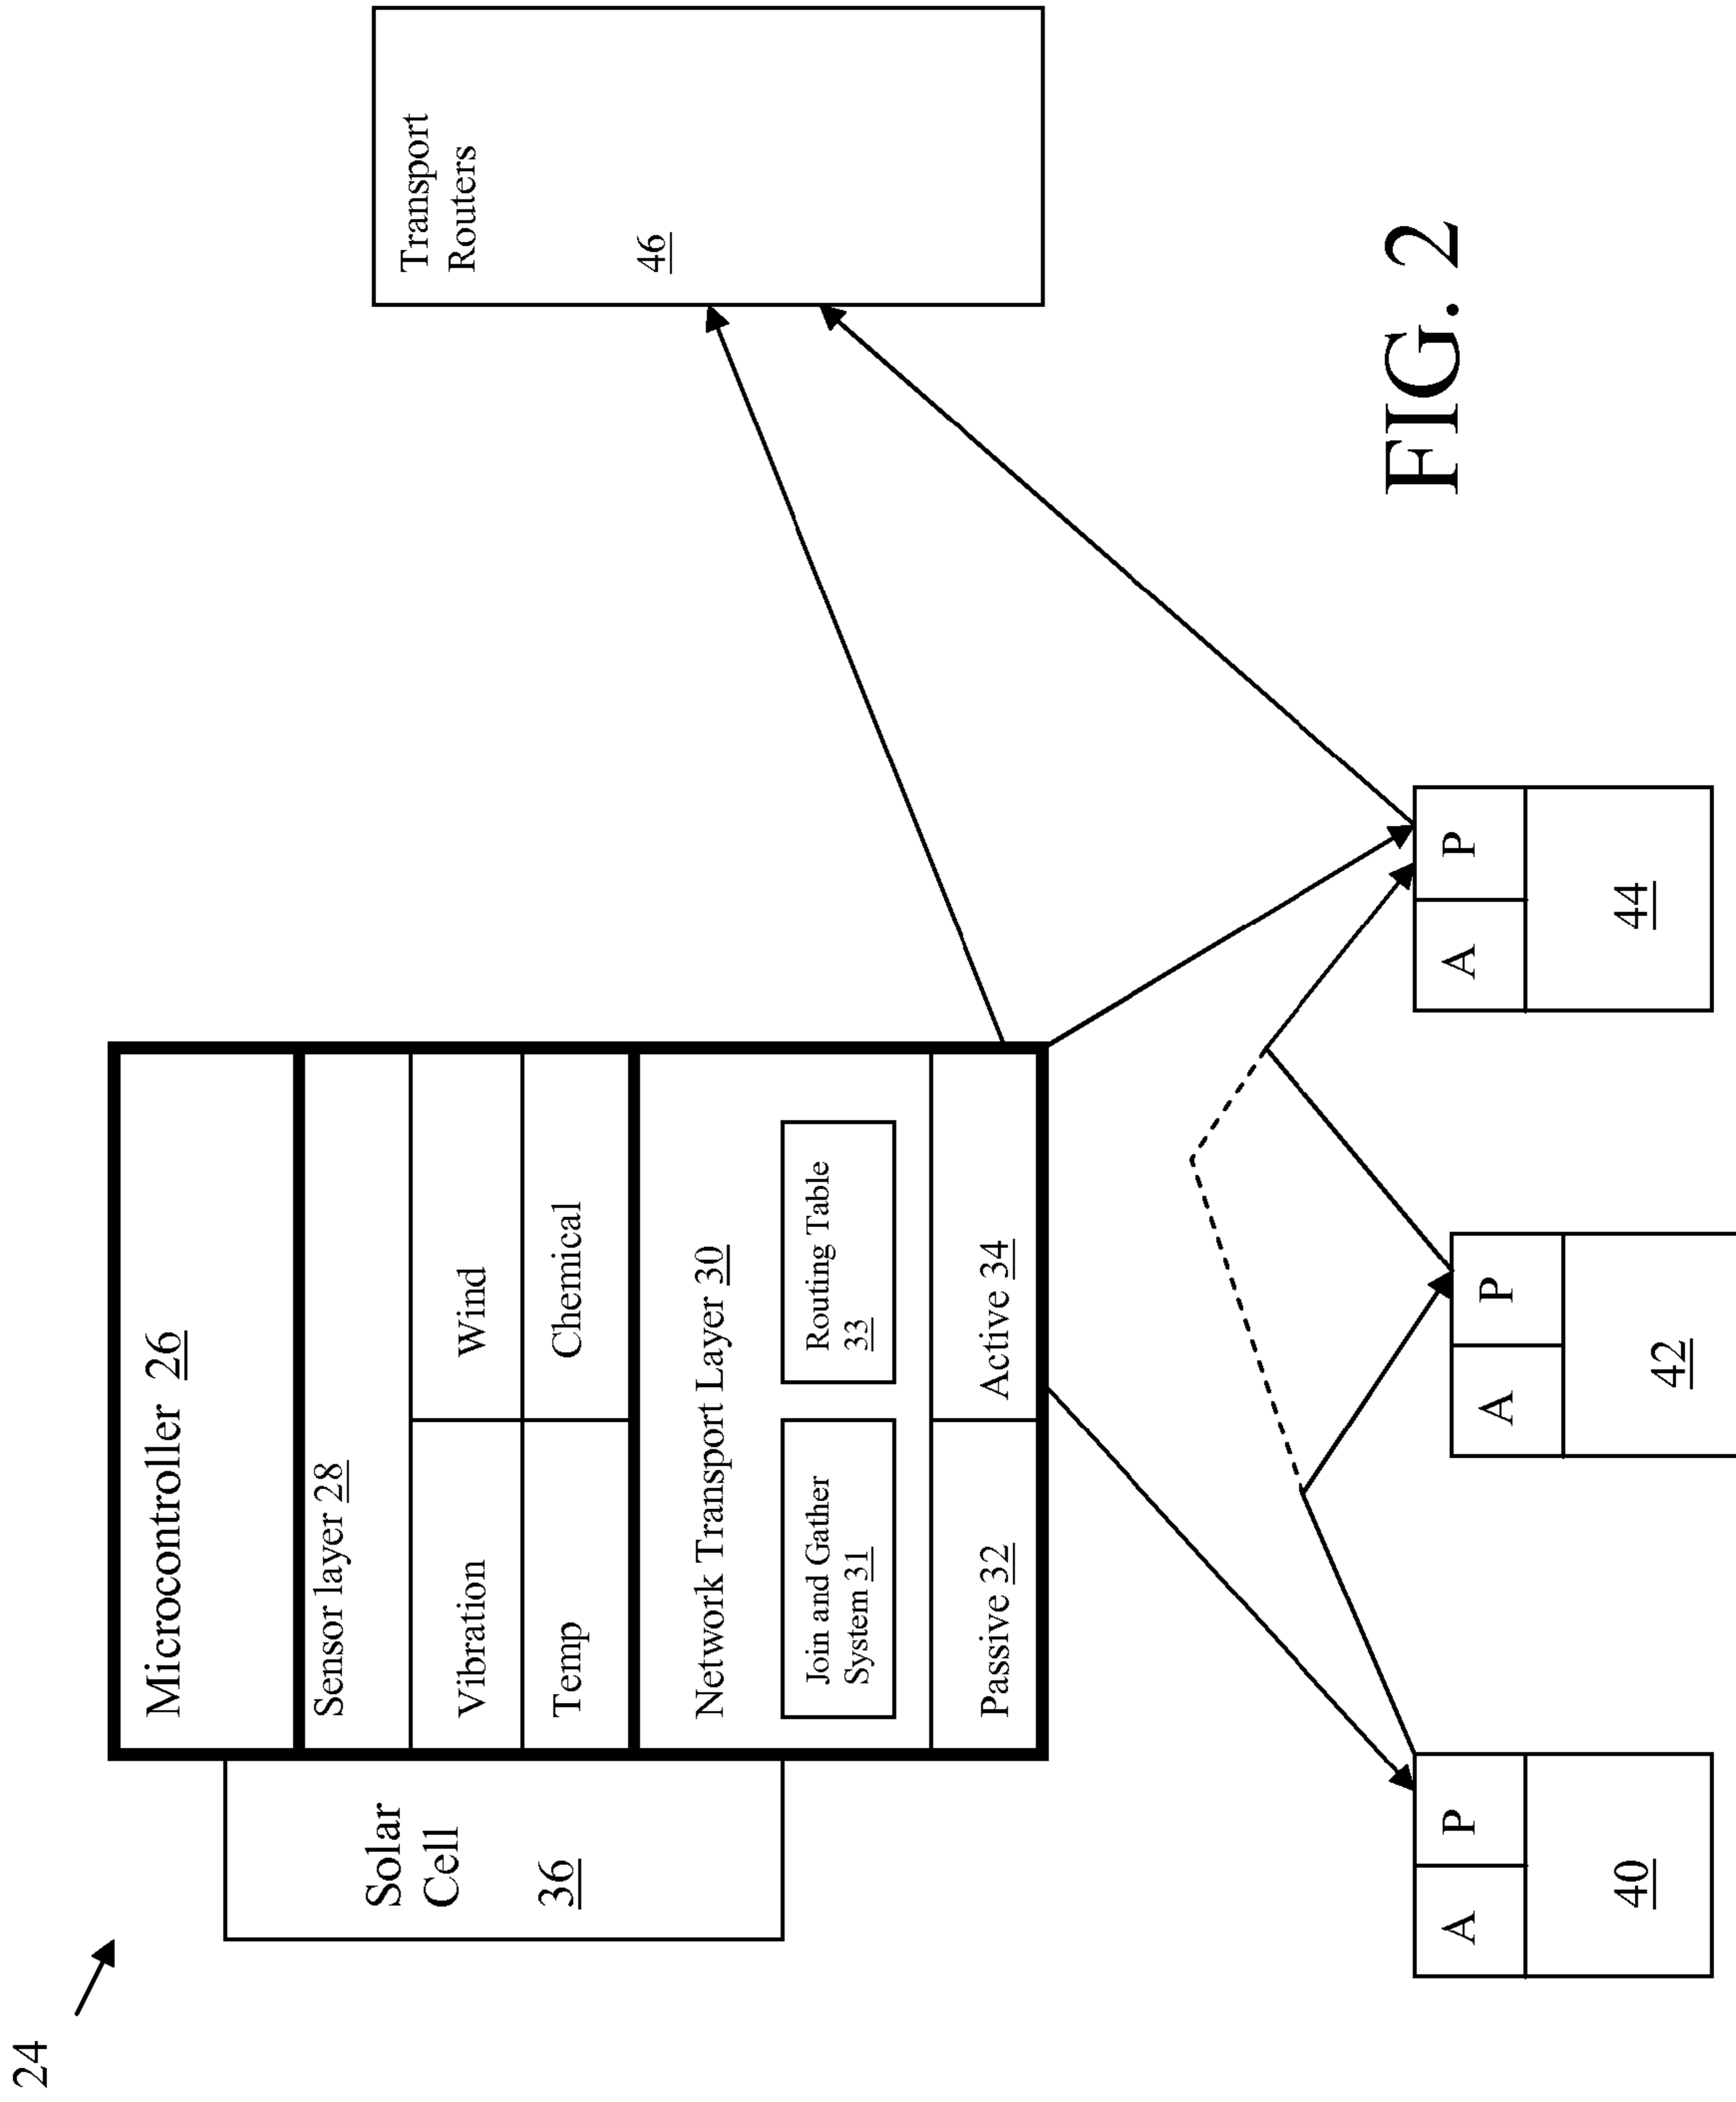 24
Solar
Cell
36
Microcontroller 26
Sensor layer 28
Vibration
Wind
Temp
Chemical
Network Transport Layer 30
Join and Gather
System 31
Routing Table
33
Passive 32
Active 34
Transport
Routers
46
A
P
40
A
P
42
A
P
44
FIG. 2